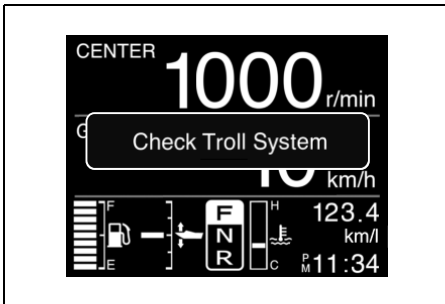 CENTER
1000 r/min
G
Check Troll System
km/h
F
E
F
N
R
H
C
123.4
km/l
PM 11:34